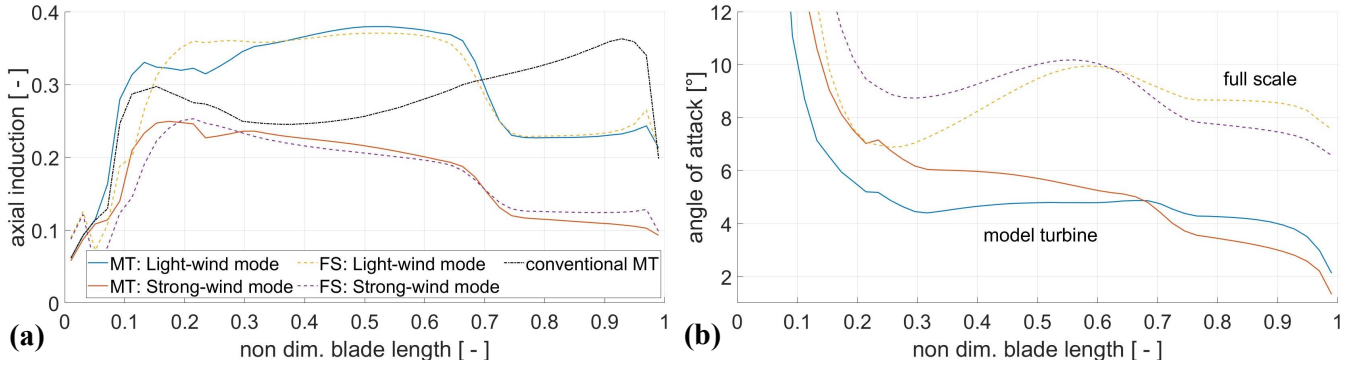 0.4
0.3
0.2
0.1
0
axial induction [ - ]
MT: Light-wind mode
FS: Light-wind mode
conventional MT
MT: Strong-wind mode
FS: Strong-wind mode
0 0.1 0.2 0.3 0.4 0.5 0.6 0.7 0.8 0.9 1
non dim. blade length [ - ]
(a)
12
10
8
6
4
2
angle of attack [°]
full scale
model turbine
0 0.1 0.2 0.3 0.4 0.5 0.6 0.7 0.8 0.9 1
non dim. blade length [ - ]
(b)